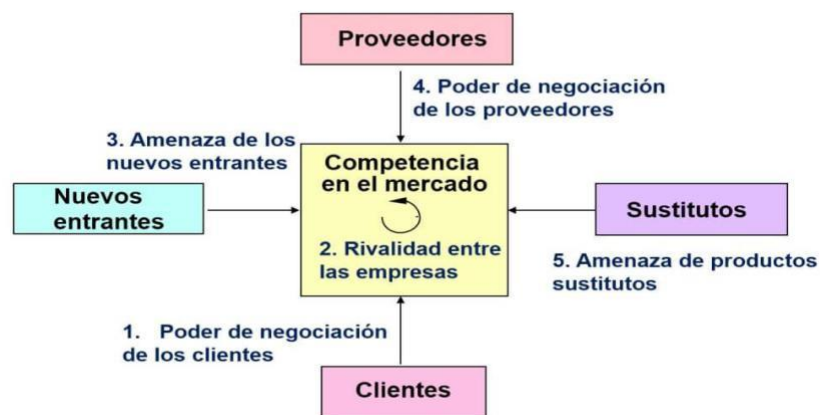 Proveedores
4. Poder de negociación
de los proveedores
3. Amenaza de los
nuevos entrantes
Competencia
en el mercado
Nuevos
entrantes
Sustitutos
2. Rivalidad entre
las empresas
5. Amenaza de productos
sustitutos
1. Poder de negociación
de los clientes
Clientes